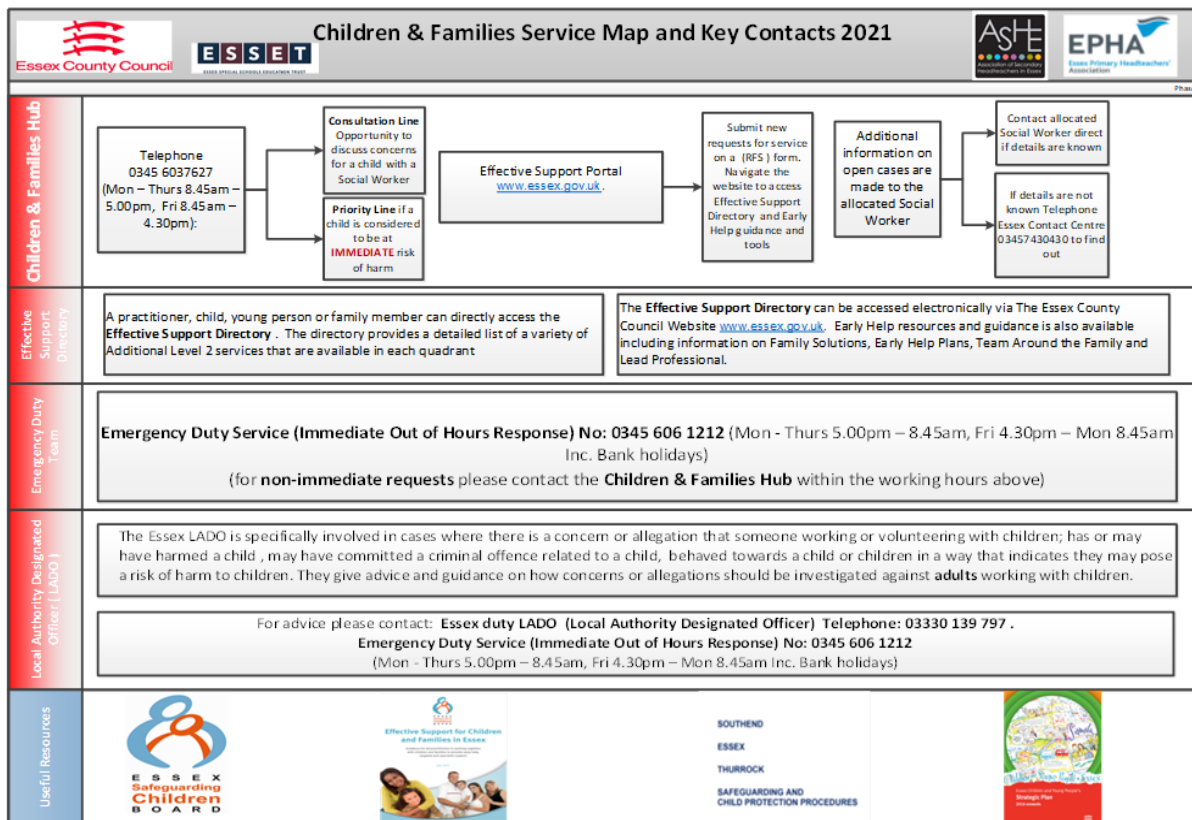 Children & Families Service Map and Key Contacts 2021
Essex County Council
ESSET
ESSEX SPECIAL SCHOOLS EDUCATION TRUST
ASHE
Association of Secondary
Headteachers in Essex
EPHA
Essex Primary Headteachers'
Association
Phase
Children & Families Hub
Telephone
0345 6037627
(Mon – Thurs 8.45am –
5.00pm, Fri 8.45am –
4.30pm):
Consultation Line
Opportunity to
discuss concerns
for a child with a
Social Worker
Priority Line if a
child is considered
to be at
IMMEDIATE risk
of harm
Effective Support Portal
www.essex.gov.uk.
Submit new
requests for service
on a (RFS) form.
Navigate the
website to access
Effective Support
Directory and Early
Help guidance and
tools
Additional
information on
open cases are
made to the
allocated Social
Worker
Contact allocated
Social Worker direct
if details are known
If details are not
known Telephone
Essex Contact Centre
03457430430 to find
out
Effective
Support
Directory
A practitioner, child, young person or family member can directly access the
Effective Support Directory . The directory provides a detailed list of a variety of
Additional Level 2 services that are available in each quadrant
The Effective Support Directory can be accessed electronically via The Essex County
Council Website www.essex.gov.uk. Early Help resources and guidance is also available
including information on Family Solutions, Early Help Plans, Team Around the Family and
Lead Professional.
Emergency Duty
Team
Emergency Duty Service (Immediate Out of Hours Response) No: 0345 606 1212 (Mon - Thurs 5.00pm – 8.45am, Fri 4.30pm – Mon 8.45am
Inc. Bank holidays)
(for non-immediate requests please contact the Children & Families Hub within the working hours above)
Local Authority Designated
Officer ( LADO )
The Essex LADO is specifically involved in cases where there is a concern or allegation that someone working or volunteering with children; has or may
have harmed a child , may have committed a criminal offence related to a child, behaved towards a child or children in a way that indicates they may pose
a risk of harm to children. They give advice and guidance on how concerns or allegations should be investigated against adults working with children.
For advice please contact: Essex duty LADO (Local Authority Designated Officer) Telephone: 03330 139 797 .
Emergency Duty Service (Immediate Out of Hours Response) No: 0345 606 1212
(Mon - Thurs 5.00pm – 8.45am, Fri 4.30pm – Mon 8.45am Inc. Bank holidays)
Useful Resources
ESSEX
Safeguarding
Children
BOARD
Effective Support for Children
and Families in Essex
SOUTHEND
ESSEX
THURROCK
SAFEGUARDING AND
CHILD PROTECTION PROCEDURES
Essex Children and Young People's
Strategic Plan